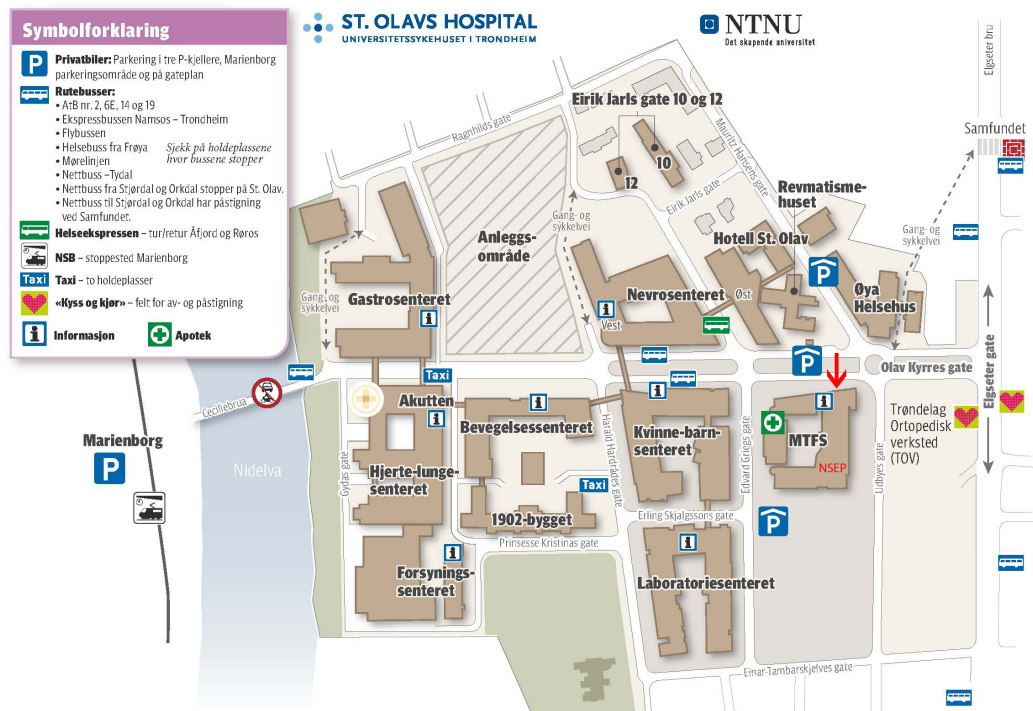 Symbolforklaring
Privatbiler: Parkering i tre P-kjellere, Marienborg
parkeringsområde og på gateplan
Rutebusser:
• AtB nr. 2, 6E, 14 og 19
• Ekspressbussen Namsos – Trondheim
• Flybussen
• Helsebuss fra Frøya
• Mørelinjen
• Nettbuss –Tydal
• Nettbuss fra Stjørdal og Orkdal stopper på St. Olav.
• Nettbuss til Stjørdal og Orkdal har påstigning
ved Samfundet.
Sjekk på holdeplassene
hvor bussene stopper
Helseekspressen – tur/retur Åfjord og Røros
NSB – stoppested Marienborg
Taxi
Taxi – to holdeplasser
«Kyss og kjør» – felt for av- og påstigning
i
Informasjon
Apotek
P
ST. OLAVS HOSPITAL
UNIVERSITETSSYKEHUSET I TRONDHEIM
NTNU
Det skapende universitet
Elgseter bru
Samfundet
Eirik Jarls gate 10 og 12
Ragnhilds gate
Mauritz Hansens gate
10
12
Eirik Jarls gate
Revmatisme-
huset
Gang- og
sykkelvei
Gang- og
sykkelvei
Gang- og
sykkelvei
Anleggs-
område
Hotell St. Olav
P
Gastrosenteret
i
Nevrosenteret
Øst
Vest
i
Øya
Helsehus
P
Olav Kyrres gate
Elgseter gate
Ceciliebrua
Taxi
Akutten
i
Bevegelsessenteret
i
i
Kvinne-barn-
senteret
i
MTFS
NSEP
Trøndelag
Ortopedisk
verksted
(TOV)
Marienborg
P
Nidelva
Gydas gate
Hjerte-lunge-
senteret
Harald Hardrådes gate
Edvard Griegs gate
Udbyes gate
Taxi
1902-bygget
Erling Skjalgssons gate
P
Prinsesse Kristinas gate
i
Forsynings-
senteret
i
Laboratoriesenteret
Einar-Tambarskjelves gate